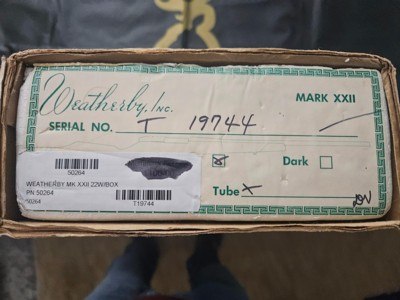 Weatherby, Inc.
MARK XXII
SERIAL NO. T 19744
50264
Dark
WEATHERBY MK XXII 22W/BOX
PN 50264
50264
T19744
Tube